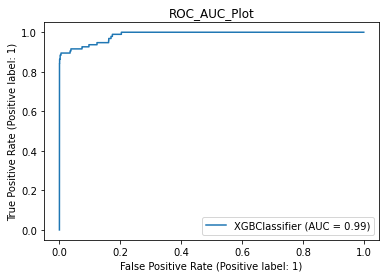 ROC_AUC_Plot
True Positive Rate (Positive label: 1)
1.0
0.8
0.6
0.4
0.2
0.0
XGBClassifier (AUC = 0.99)
0.0 0.2 0.4 0.6 0.8 1.0
False Positive Rate (Positive label: 1)